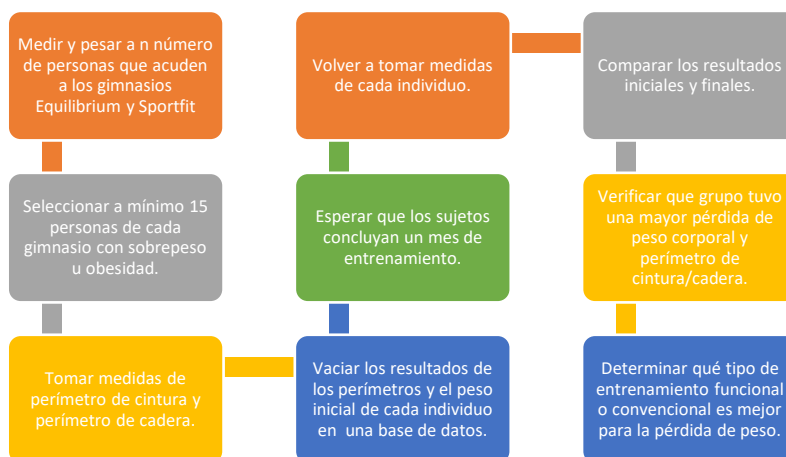 Medir y pesar a n número
de personas que acuden
a los gimnasios
Equilibrium y Sportfit
Seleccionar a mínimo 15
personas de cada
gimnasio con sobrepeso
u obesidad.
Tomar medidas de
perímetro de cintura y
perímetro de cadera.
Vaciar los resultados de
los perímetros y el peso
inicial de cada individuo
en una base de datos.
Esperar que los sujetos
concluyan un mes de
entrenamiento.
Volver a tomar medidas
de cada individuo.
Comparar los resultados
iniciales y finales.
Verificar que grupo tuvo
una mayor pérdida de
peso corporal y
perímetro de
cintura/cadera.
Determinar qué tipo de
entrenamiento funcional
o convencional es mejor
para la pérdida de peso.